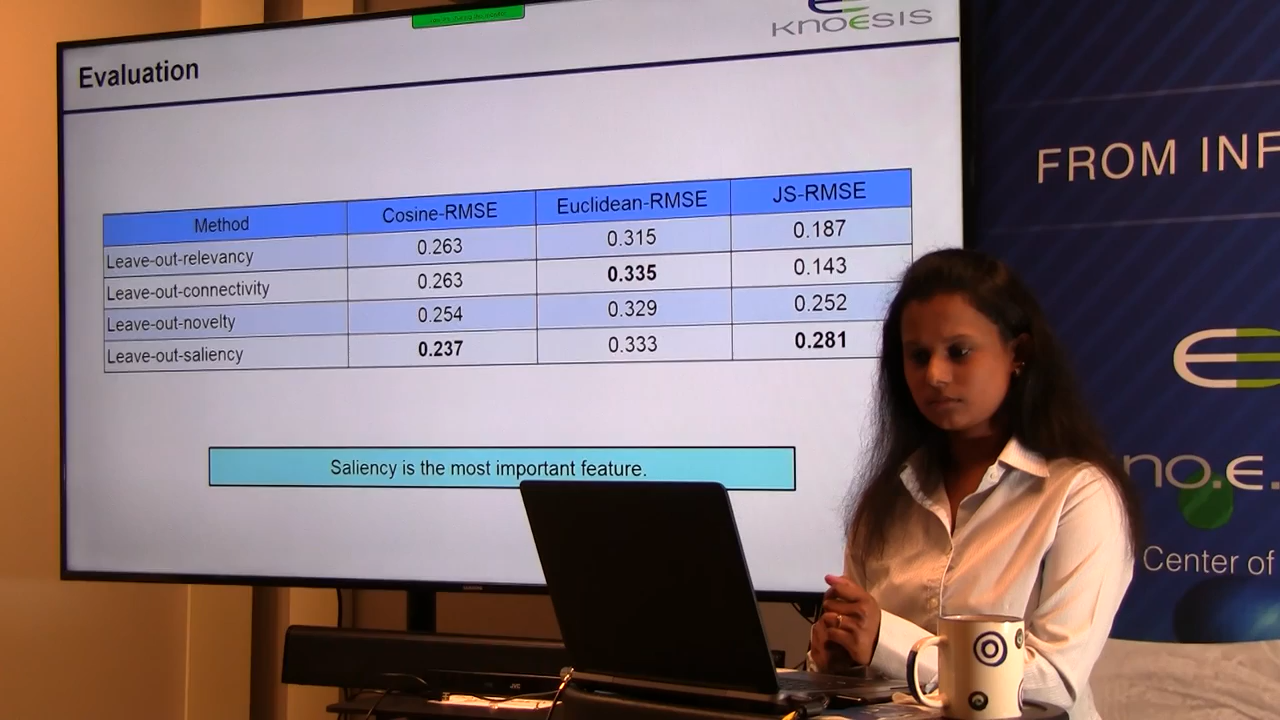 KNOESIS
Evaluation
Method Cosine-RMSE Euclidean-RMSE JS-RMSE
Leave-out-relevancy 0.263 0.315 0.187
Leave-out-connectivity 0.263 0.335 0.143
Leave-out-novelty 0.254 0.329 0.252
Leave-out-saliency 0.237 0.333 0.281
Saliency is the most important feature.
FROM INF
no.e.
Center of
JVC